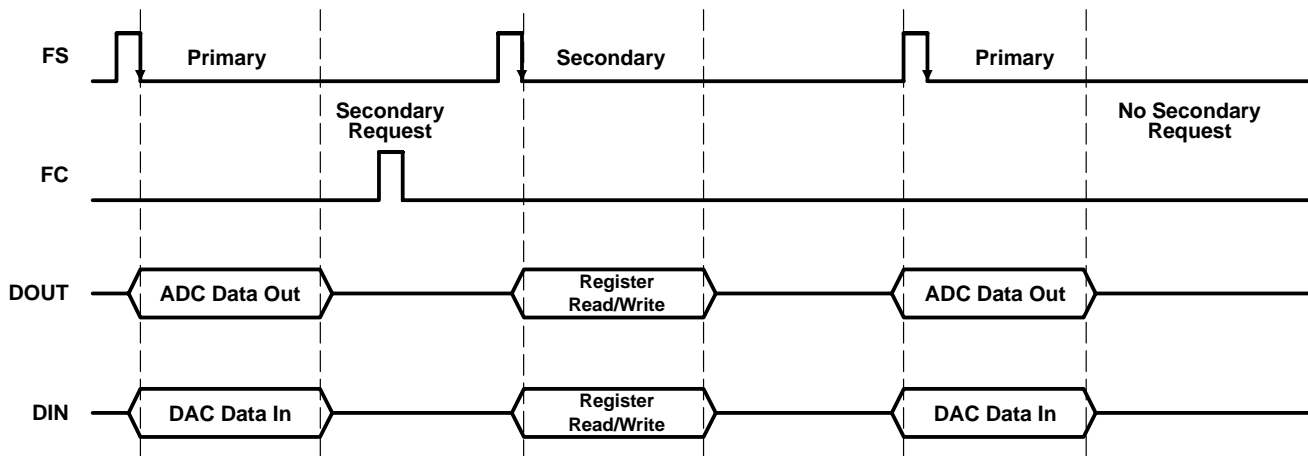 FS
Primary
Secondary
Primary
Secondary
Request
No Secondary
Request
FC
DOUT
ADC Data Out
Register
Read/Write
ADC Data Out
DIN
DAC Data In
Register
Read/Write
DAC Data In